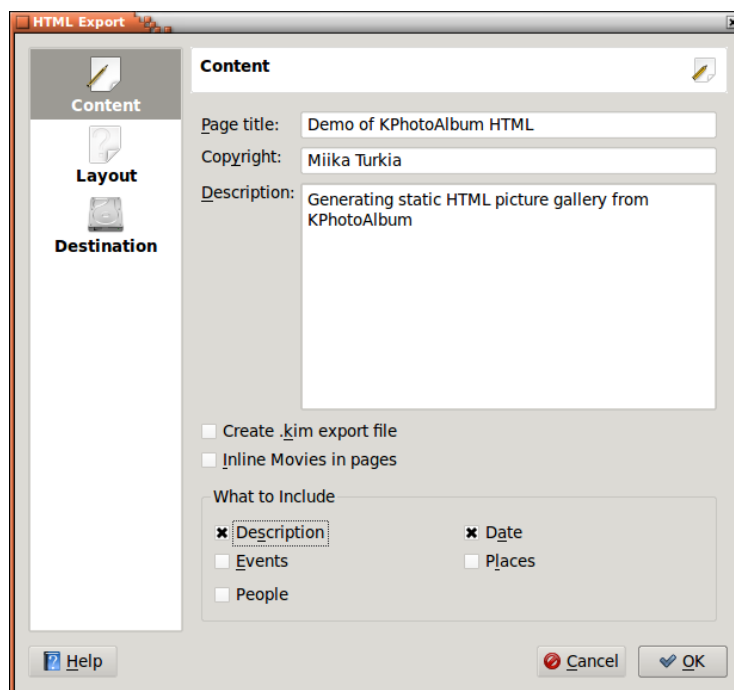 HTML Export
Content
Layout
Destination
Content
Page title:
Demo of KPhotoAlbum HTML
Copyright:
Miika Turkia
Description:
Generating static HTML picture gallery from
KPhotoAlbum
Create .kim export file
Inline Movies in pages
What to Include
Description
Date
Events
Places
People
Help
Cancel
OK